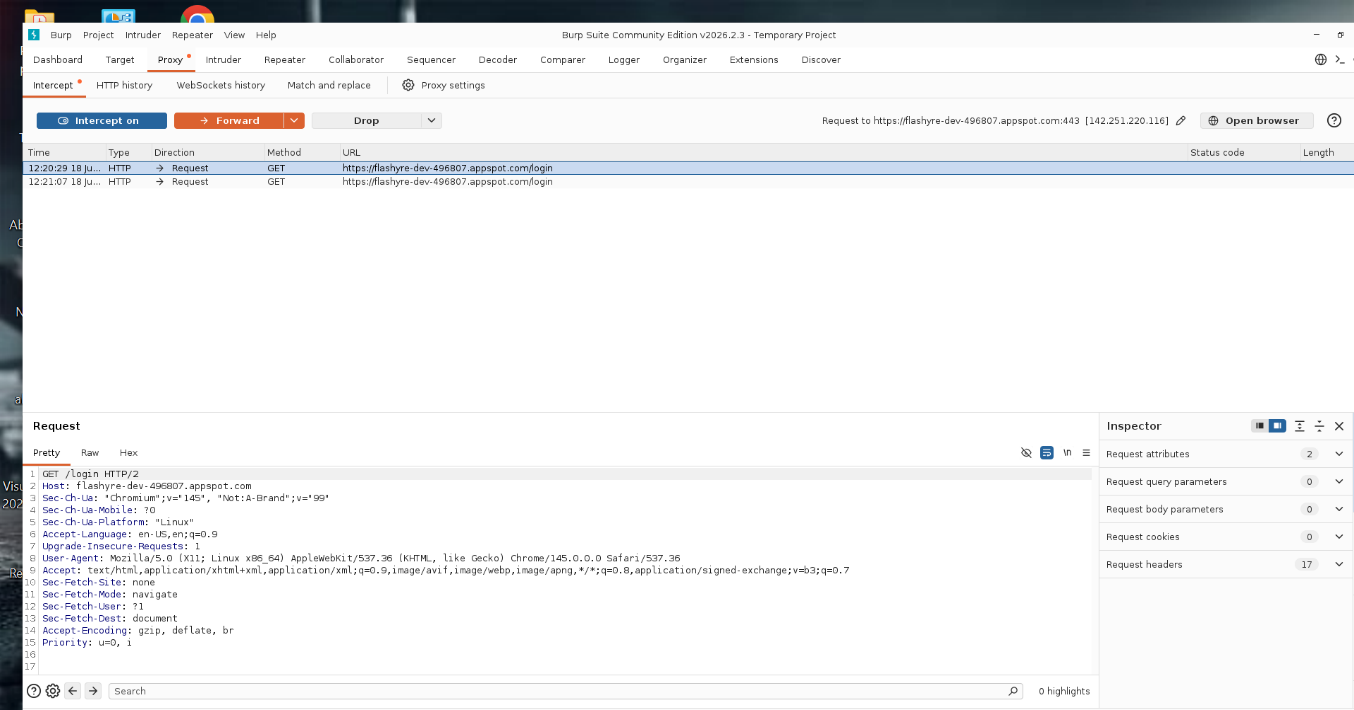 Burp Project Intruder Repeater View Help Burp Suite Community Edition v2026.2.3 - Temporary Project
Dashboard Target Proxy Intruder Repeater Collaborator Sequencer Decoder Comparer Logger Organizer Extensions Discover
Intercept HTTP history WebSockets history Match and replace Proxy settings
Intercept on Forward Drop Request to https://flashyre-dev-496807.appspot.com:443 [142.251.220.116] Open browser
Time Type Direction Method URL Status code Length
12:20:29 18 Ju... HTTP Request GET https://flashyre-dev-496807.appspot.com/login
12:21:07 18 Ju... HTTP Request GET https://flashyre-dev-496807.appspot.com/login
Request
Pretty Raw Hex \n
1 GET /login HTTP/2
2 Host: flashyre-dev-496807.appspot.com
3 Sec-Ch-Ua: "Chromium";v="145", "Not:A-Brand";v="99"
4 Sec-Ch-Ua-Mobile: ?0
5 Sec-Ch-Ua-Platform: "Linux"
6 Accept-Language: en-US,en;q=0.9
7 Upgrade-Insecure-Requests: 1
8 User-Agent: Mozilla/5.0 (X11; Linux x86_64) AppleWebKit/537.36 (KHTML, like Gecko) Chrome/145.0.0.0 Safari/537.36
9 Accept: text/html,application/xhtml+xml,application/xml;q=0.9,image/avif,image/webp,image/apng,*/*;q=0.8,application/signed-exchange;v=b3;q=0.7
10 Sec-Fetch-Site: none
11 Sec-Fetch-Mode: navigate
12 Sec-Fetch-User: ?1
13 Sec-Fetch-Dest: document
14 Accept-Encoding: gzip, deflate, br
15 Priority: u=0, i
16
17
Search 0 highlights
Inspector
Request attributes 2
Request query parameters 0
Request body parameters 0
Request cookies 0
Request headers 17